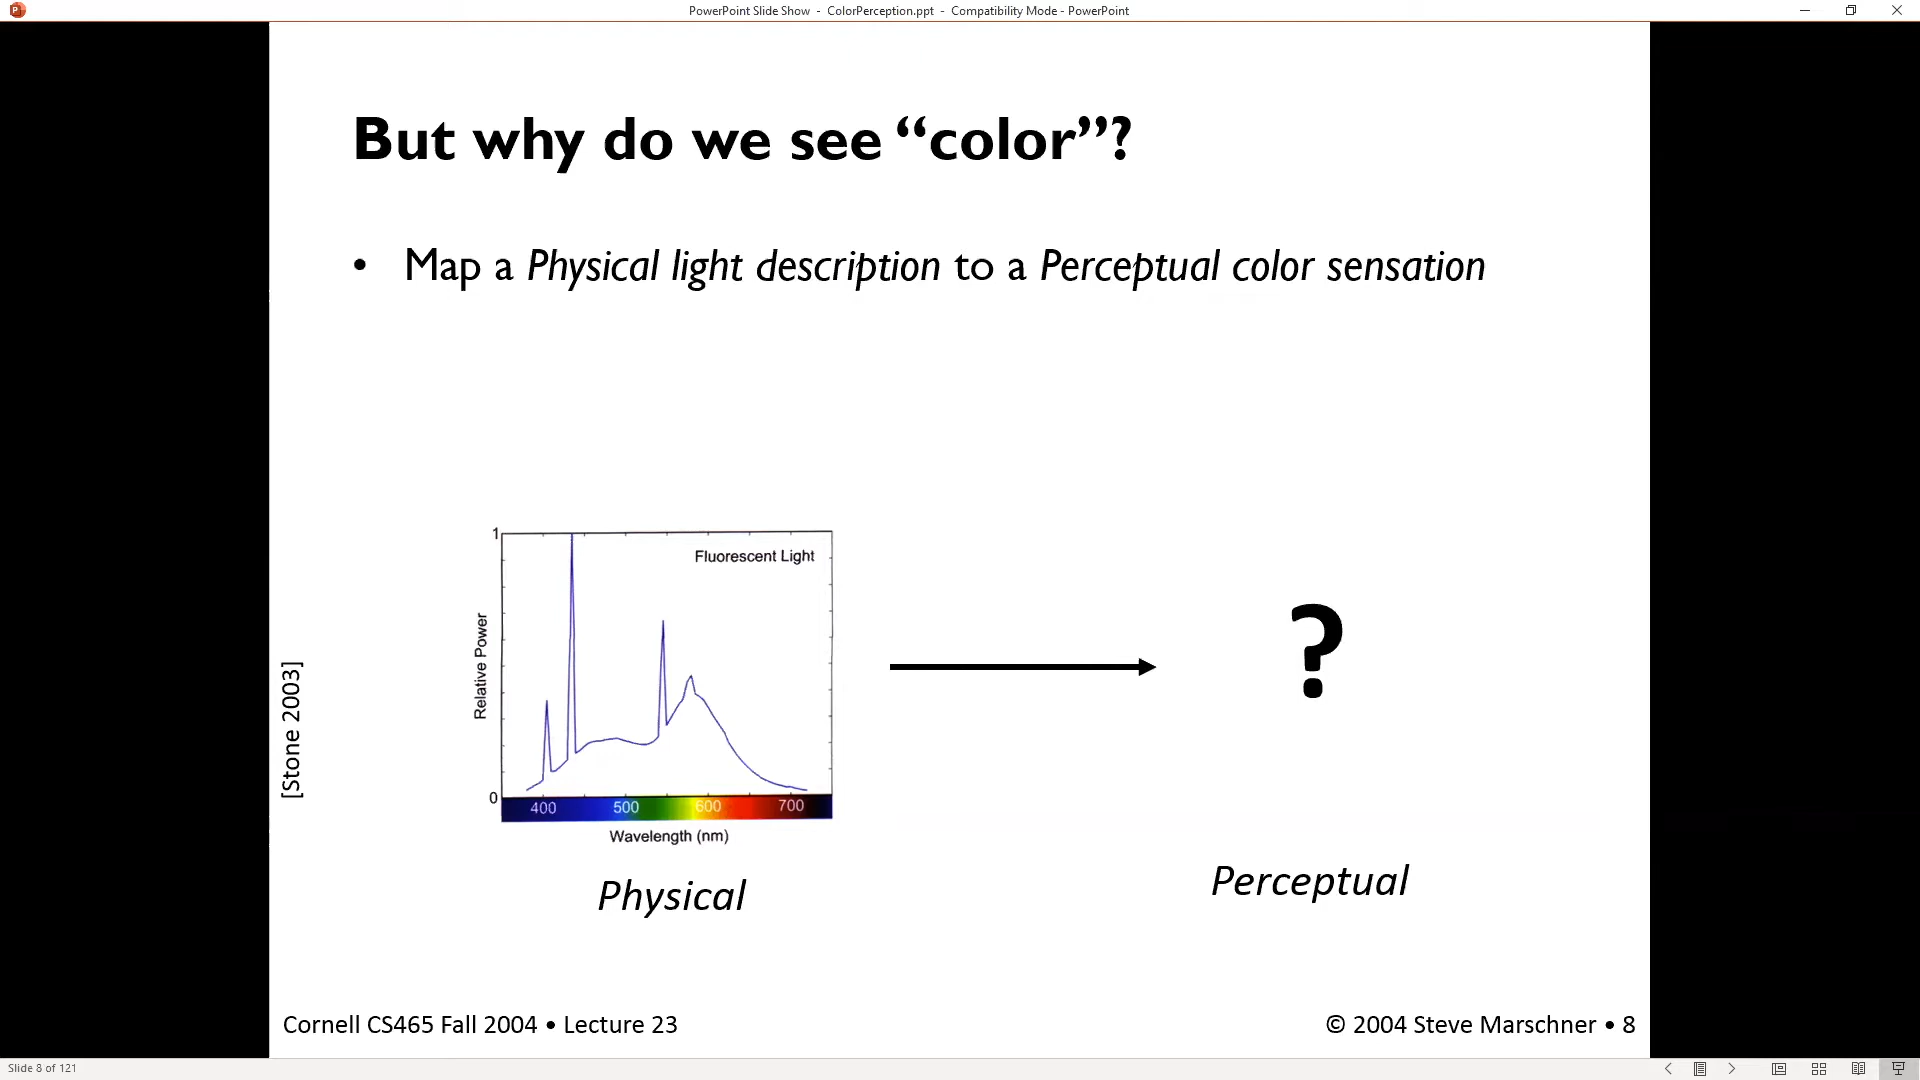 PowerPoint Slide Show - ColorPerception.ppt - Compatibility Mode - PowerPoint
But why do we see “color”?
• Map a Physical light description to a Perceptual color sensation
[Stone 2003]
1
Fluorescent Light
Relative Power
0
400 500 600 700
Wavelength (nm)
?
Physical
Perceptual
Cornell CS465 Fall 2004 • Lecture 23
© 2004 Steve Marschner • 8
Slide 8 of 121